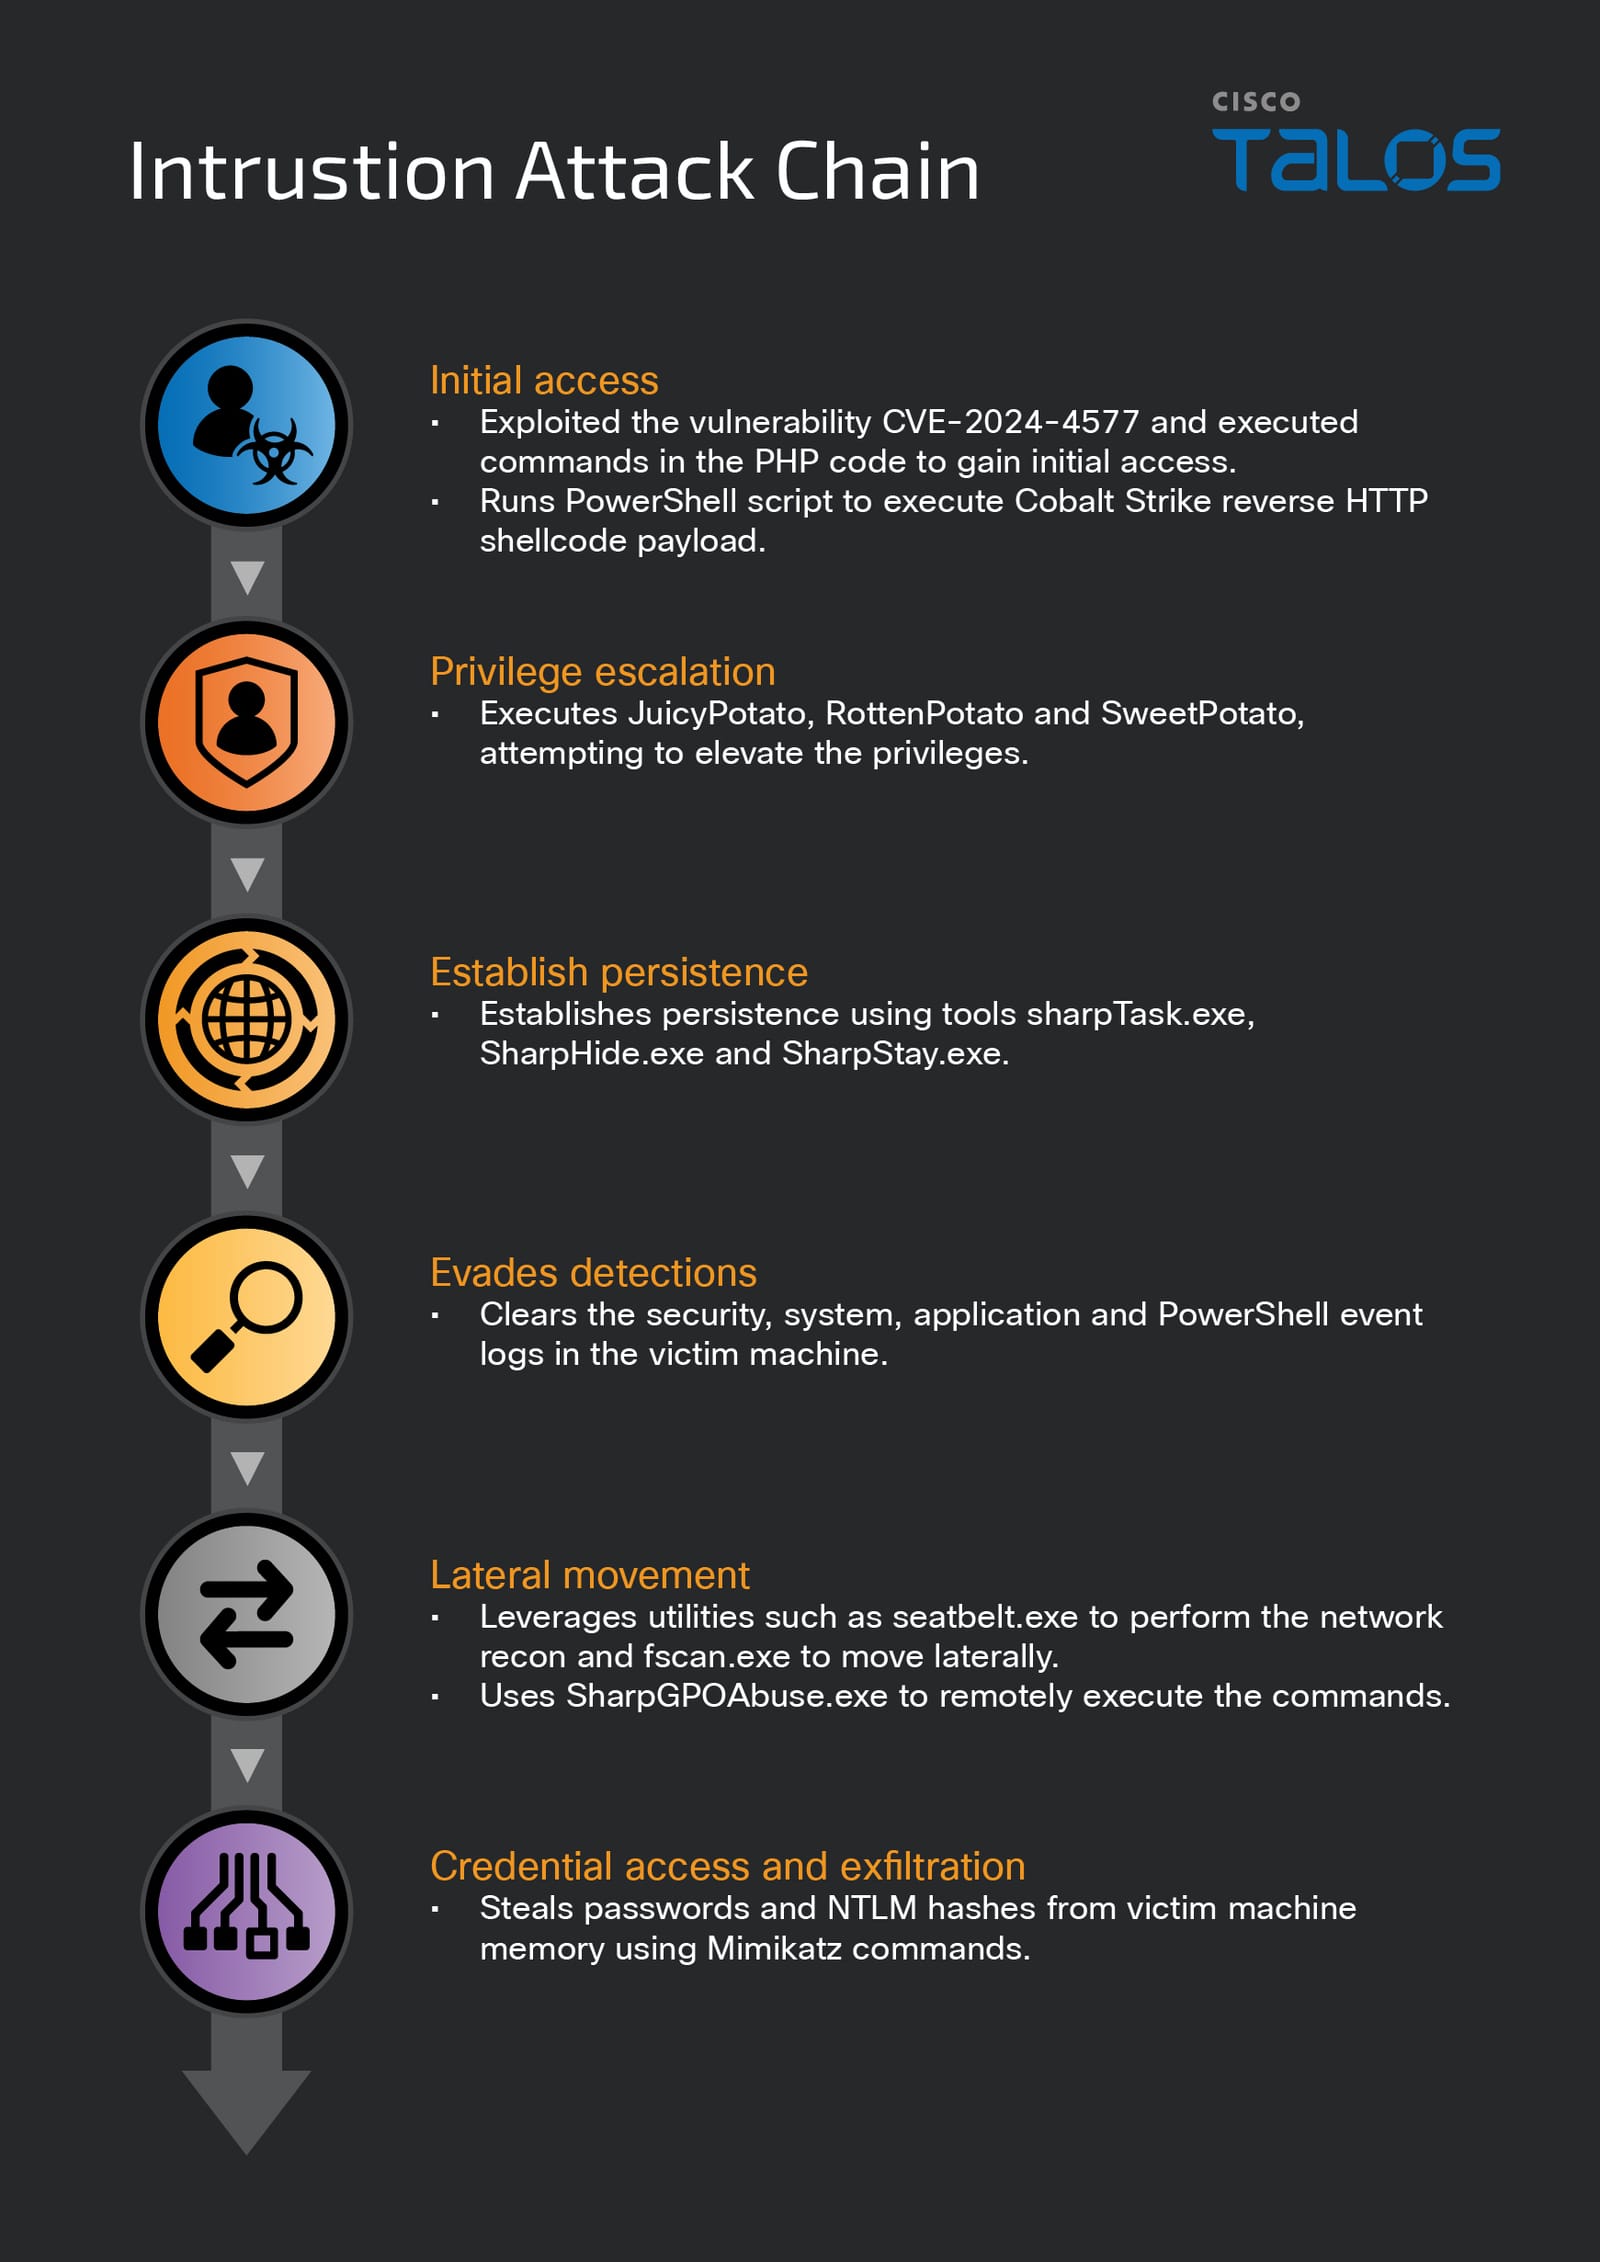 CISCO
TALOS
Intrustion Attack Chain
Initial access
· Exploited the vulnerability CVE-2024-4577 and executed
commands in the PHP code to gain initial access.
· Runs PowerShell script to execute Cobalt Strike reverse HTTP
shellcode payload.
Privilege escalation
· Executes JuicyPotato, RottenPotato and SweetPotato,
attempting to elevate the privileges.
Establish persistence
· Establishes persistence using tools sharpTask.exe,
SharpHide.exe and SharpStay.exe.
Evades detections
· Clears the security, system, application and PowerShell event
logs in the victim machine.
Lateral movement
· Leverages utilities such as seatbelt.exe to perform the network
recon and fscan.exe to move laterally.
· Uses SharpGPOAbuse.exe to remotely execute the commands.
Credential access and exfiltration
· Steals passwords and NTLM hashes from victim machine
memory using Mimikatz commands.